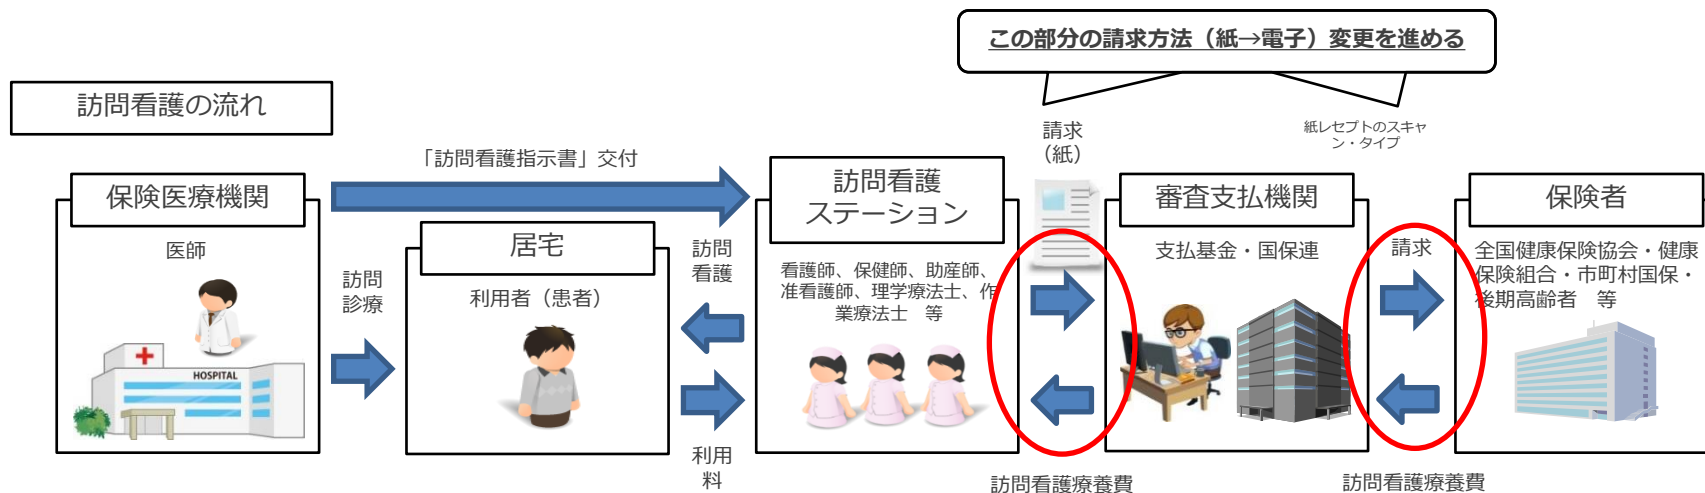 この部分の請求方法（紙→電子）変更を進める
訪問看護の流れ
「訪問看護指示書」交付
請求
（紙）
紙レセプトのスキャ
ン・タイプ
保険医療機関
医師
HOSPITAL
訪問
診療
居宅
利用者（患者）
訪問
看護
利用
料
訪問看護
ステーション
看護師、保健師、助産師、
准看護師、理学療法士、作
業療法士　等
訪問看護療養費
審査支払機関
支払基金・国保連
請求
訪問看護療養費
保険者
全国健康保険協会・健康
保険組合・市町村国保・
後期高齢者　等